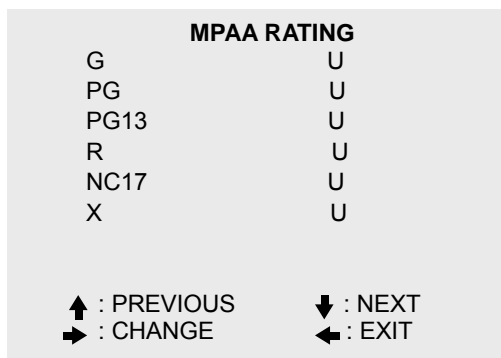 MPAA RATING
G U
PG U
PG13 U
R U
NC17 U
X U
: PREVIOUS : NEXT
: CHANGE : EXIT